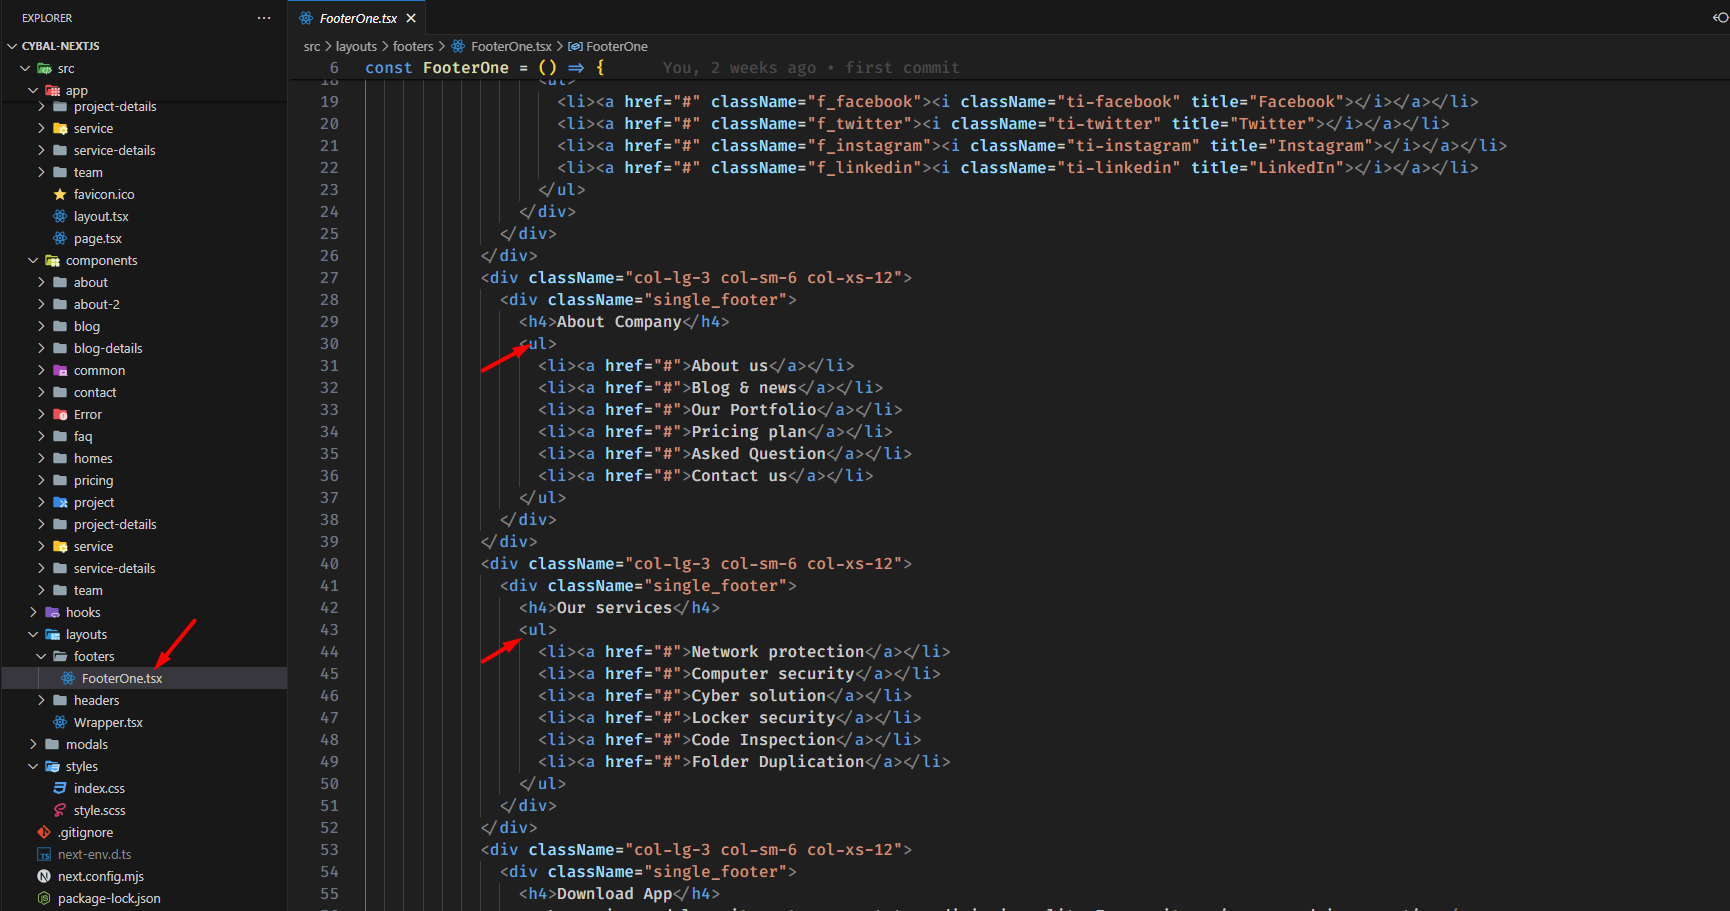 EXPLORER
CYBAL-NEXTJS
src
app
project-details
service
service-details
team
favicon.ico
layout.tsx
page.tsx
components
about
about-2
blog
blog-details
common
contact
Error
faq
homes
pricing
project
project-details
service
service-details
team
hooks
layouts
footers
FooterOne.tsx
headers
Wrapper.tsx
modals
styles
index.css
style.scss
.gitignore
next-env.d.ts
next.config.mjs
package-lock.json
FooterOne.tsx
src > layouts > footers > FooterOne.tsx > FooterOne
6 const FooterOne = () => { You, 2 weeks ago • first commit
18 <ul>
19 <li><a href="#" className="f_facebook"><i className="ti-facebook" title="Facebook"></i></a></li>
20 <li><a href="#" className="f_twitter"><i className="ti-twitter" title="Twitter"></i></a></li>
21 <li><a href="#" className="f_instagram"><i className="ti-instagram" title="Instagram"></i></a></li>
22 <li><a href="#" className="f_linkedin"><i className="ti-linkedin" title="LinkedIn"></i></a></li>
23 </ul>
24 </div>
25 </div>
26 </div>
27 <div className="col-lg-3 col-sm-6 col-xs-12">
28 <div className="single_footer">
29 <h4>About Company</h4>
30 <ul>
31 <li><a href="#">About us</a></li>
32 <li><a href="#">Blog & news</a></li>
33 <li><a href="#">Our Portfolio</a></li>
34 <li><a href="#">Pricing plan</a></li>
35 <li><a href="#">Asked Question</a></li>
36 <li><a href="#">Contact us</a></li>
37 </ul>
38 </div>
39 </div>
40 <div className="col-lg-3 col-sm-6 col-xs-12">
41 <div className="single_footer">
42 <h4>Our services</h4>
43 <ul>
44 <li><a href="#">Network protection</a></li>
45 <li><a href="#">Computer security</a></li>
46 <li><a href="#">Cyber solution</a></li>
47 <li><a href="#">Locker security</a></li>
48 <li><a href="#">Code Inspection</a></li>
49 <li><a href="#">Folder Duplication</a></li>
50 </ul>
51 </div>
52 </div>
53 <div className="col-lg-3 col-sm-6 col-xs-12">
54 <div className="single_footer">
55 <h4>Download App</h4>